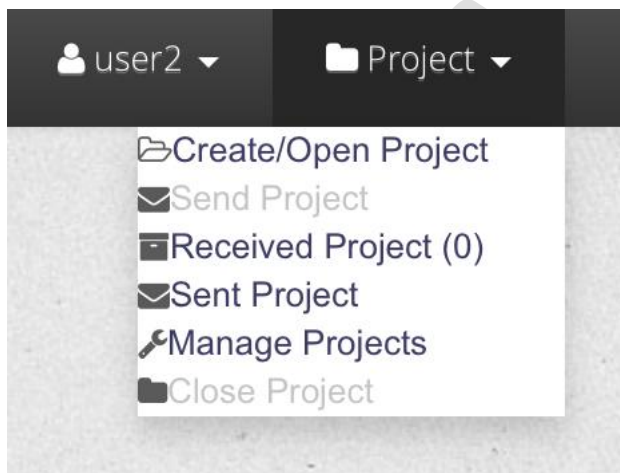 user2
Project
Create/Open Project
Send Project
Received Project (0)
Sent Project
Manage Projects
Close Project